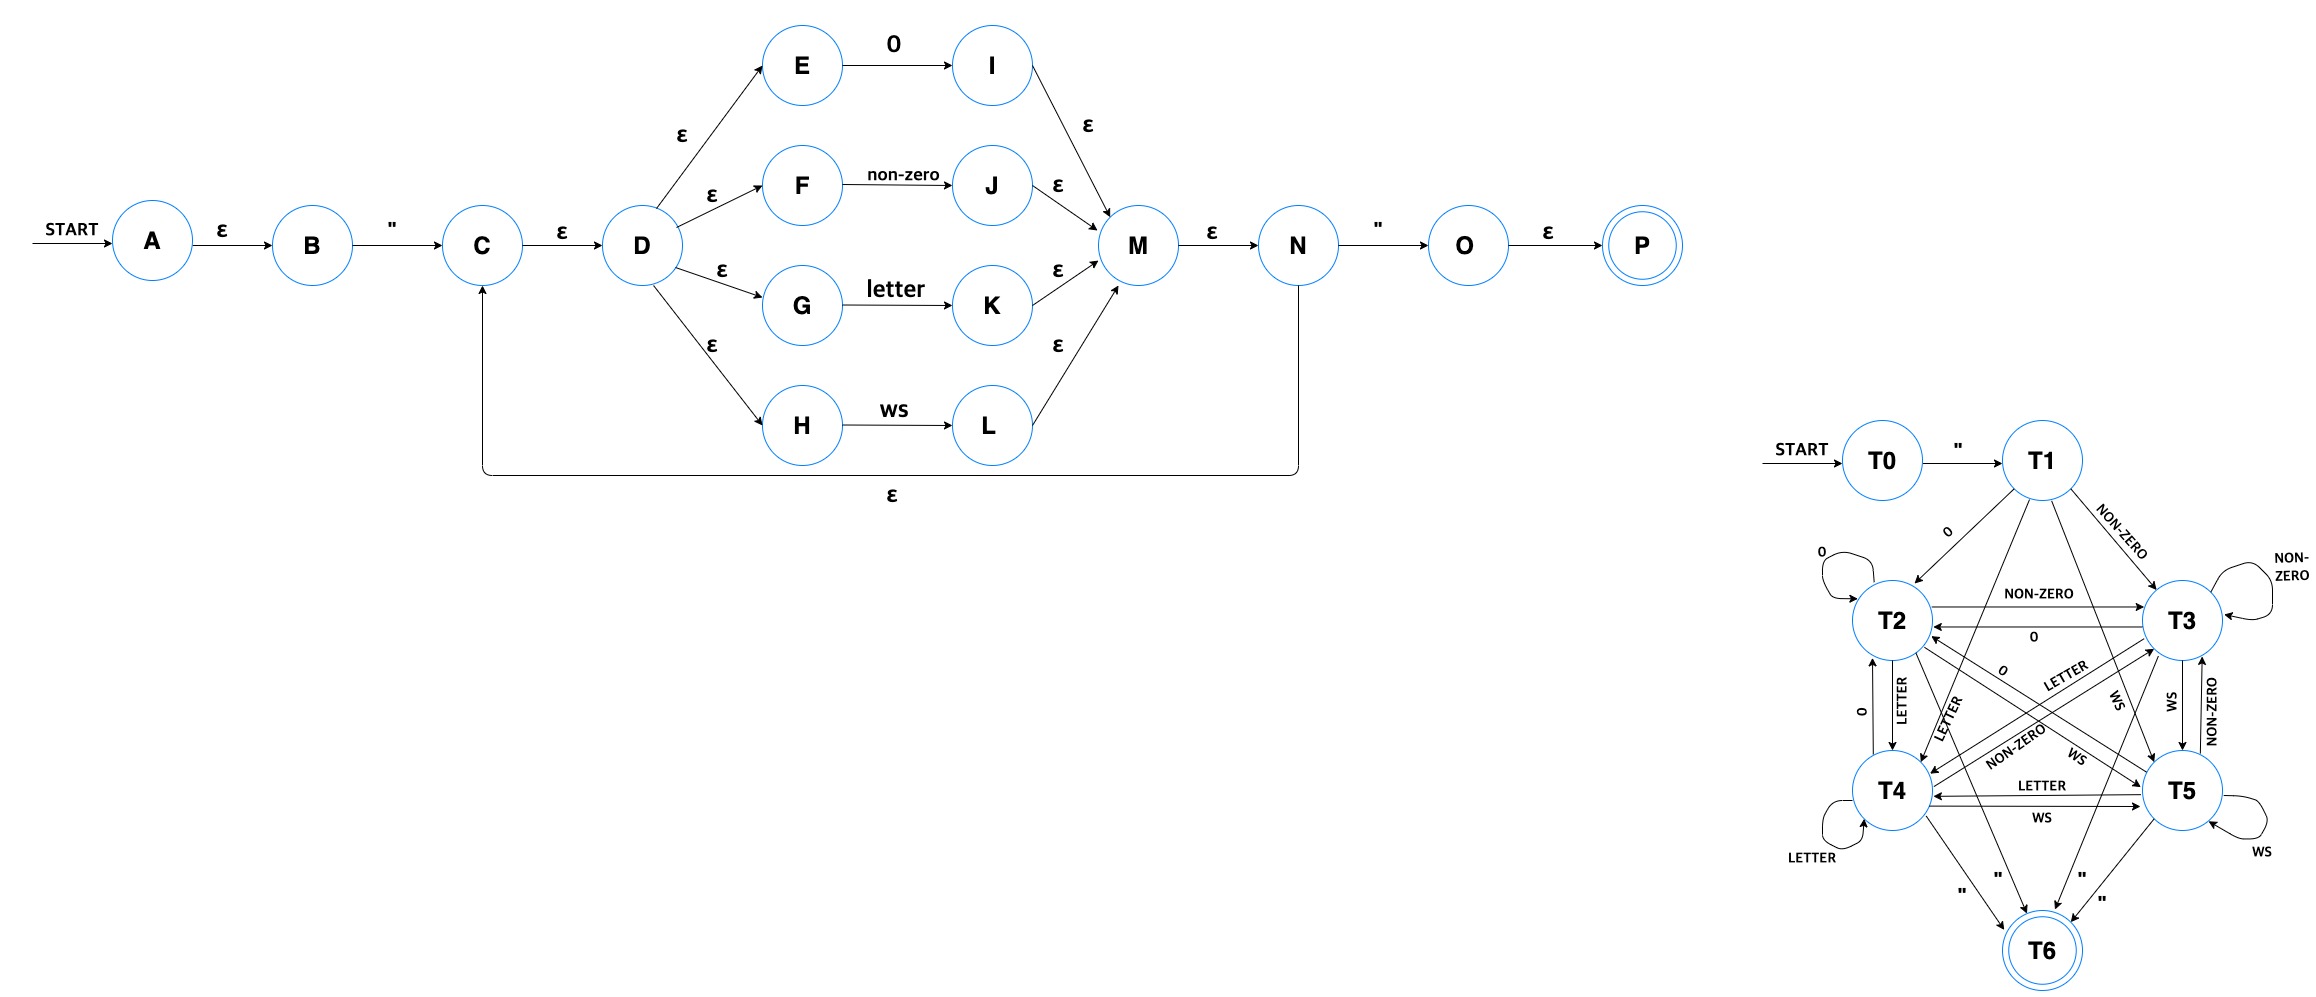 E
0
I
ε
ε
F
non-zero
J
ε
ε
START
A
ε
B
"
C
ε
D
M
ε
N
"
O
ε
P
ε
G
letter
K
ε
ε
H
ws
L
ε
ε
START
T0
"
T1
0
NON-ZERO
0
NON-
ZERO
T2
NON-ZERO
T3
0
0
LETTER
0
LETTER
LETTER
WS
WS
NON-ZERO
NON-ZERO
WS
T4
LETTER
T5
WS
LETTER
WS
"
"
"
"
T6